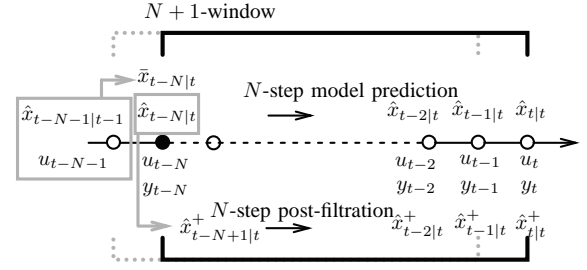 N + 1-window
x̄_{t−N|t}
N-step model prediction
x̂_{t−N−1|t−1} x̂_{t−N|t} x̂_{t−2|t} x̂_{t−1|t} x̂_{t|t}
u_{t−N−1} u_{t−N} u_{t−2} u_{t−1} u_t
y_{t−N} y_{t−2} y_{t−1} y_t
N-step post-filtration
x̂^+_{t−N+1|t} x̂^+_{t−2|t} x̂^+_{t−1|t} x̂^+_{t|t}